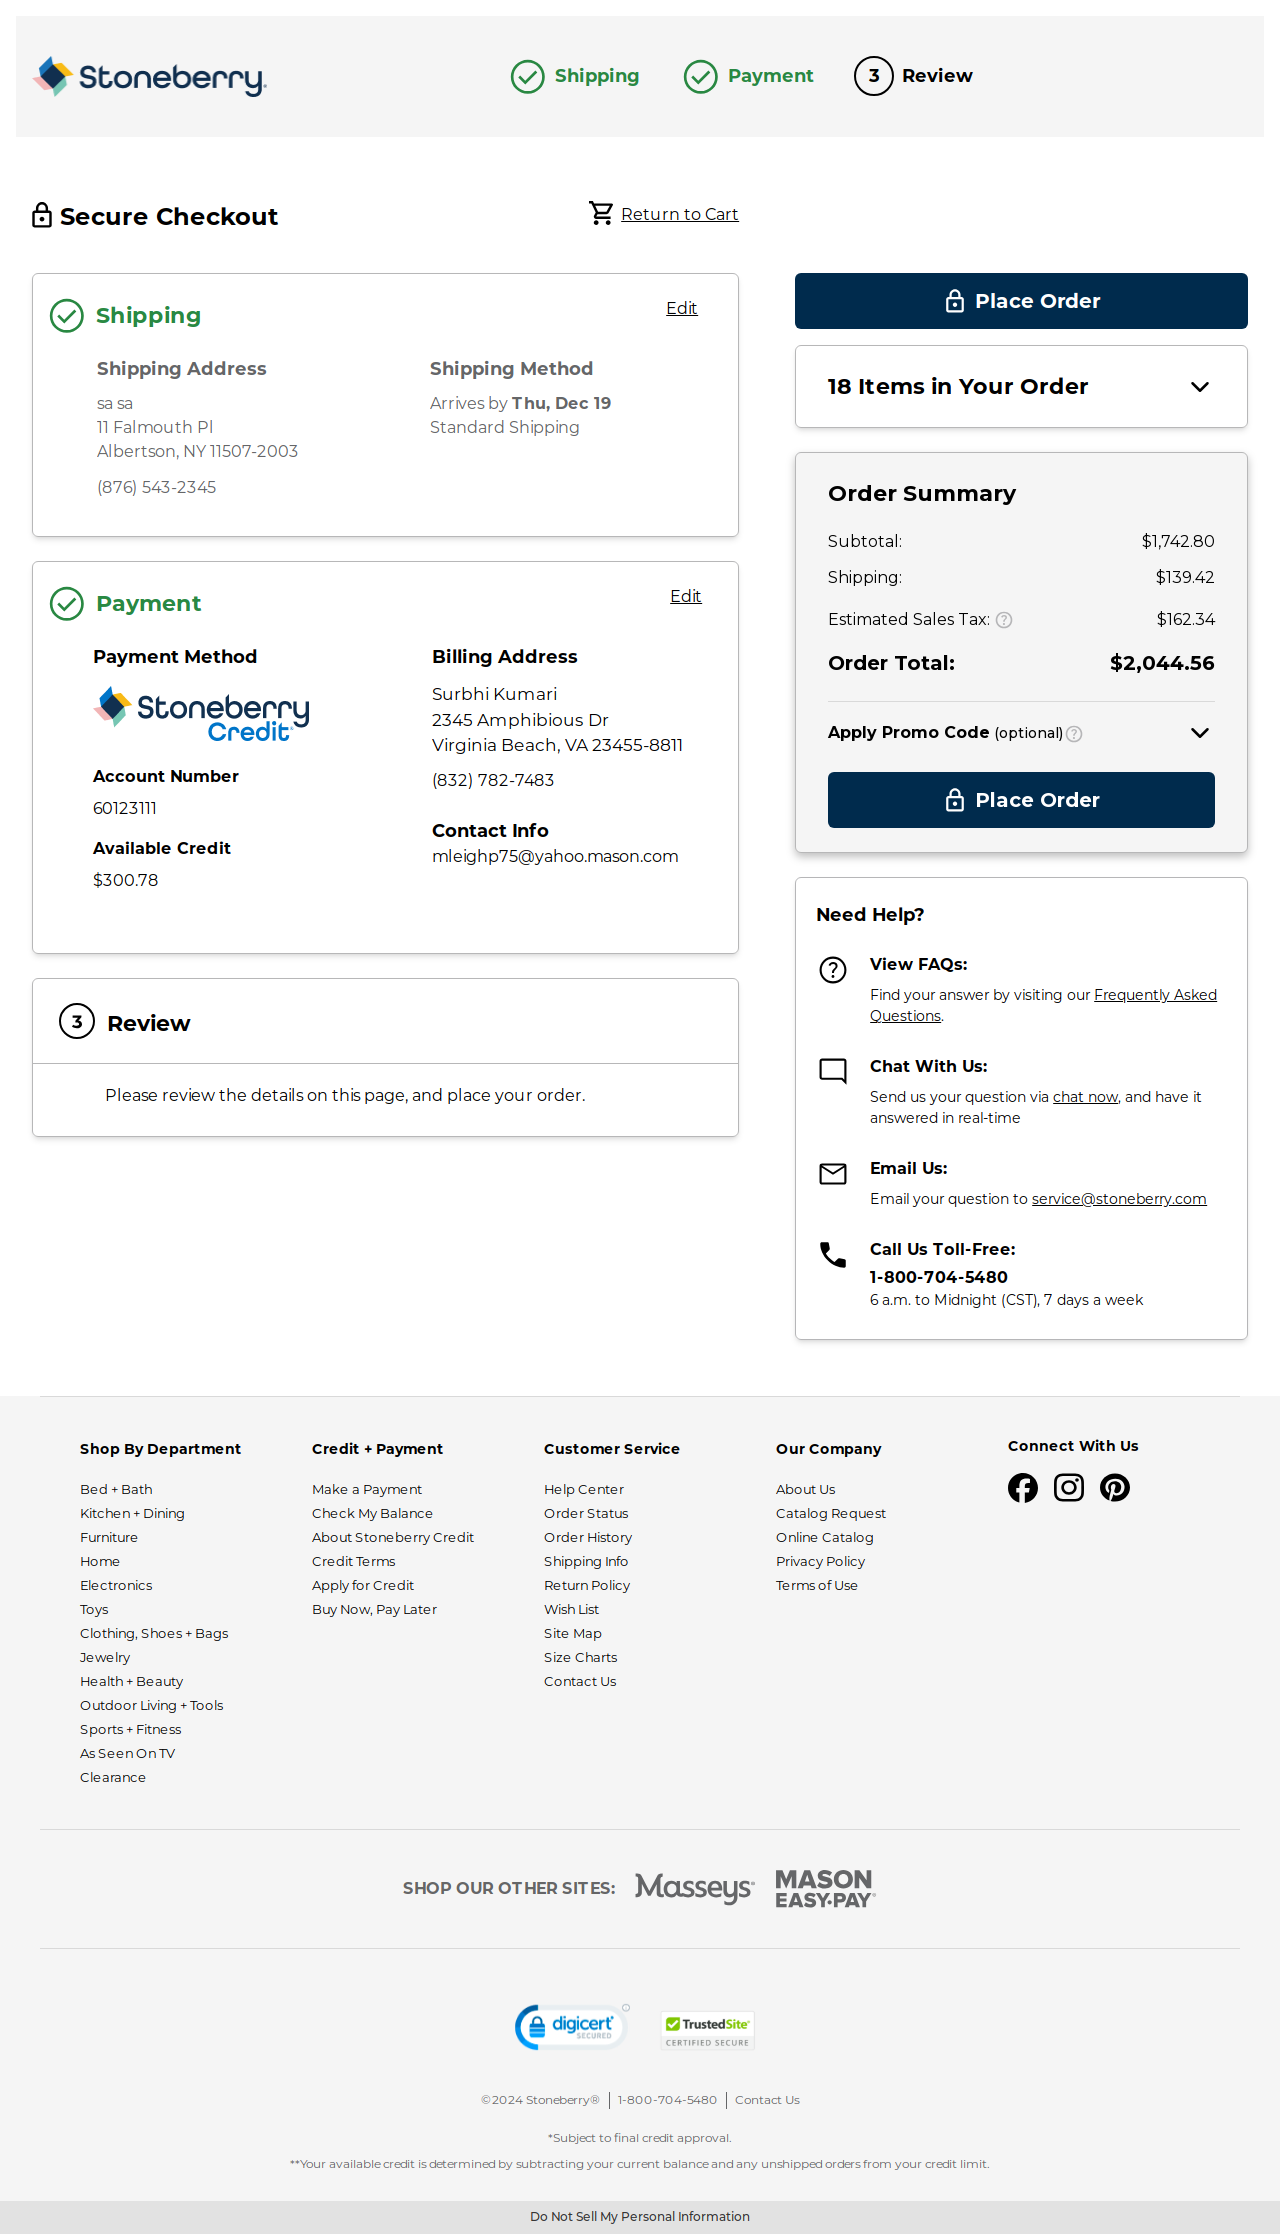 Stoneberry.
Shipping
Payment
3 Review
Secure Checkout
Return to Cart
Shipping
Edit
Shipping Address
sa sa
11 Falmouth Pl
Albertson, NY 11507-2003
(876) 543-2345
Shipping Method
Arrives by Thu, Dec 19
Standard Shipping
Payment
Edit
Payment Method
Stoneberry
Credit
Account Number
60123111
Available Credit
$300.78
Billing Address
Surbhi Kumari
2345 Amphibious Dr
Virginia Beach, VA 23455-8811
(832) 782-7483
Contact Info
mleighp75@yahoo.mason.com
3 Review
Please review the details on this page, and place your order.
Place Order
18 Items in Your Order
Order Summary
Subtotal: $1,742.80
Shipping: $139.42
Estimated Sales Tax: ? $162.34
Order Total: $2,044.56
Apply Promo Code (optional) ?
Place Order
Need Help?
View FAQs:
Find your answer by visiting our Frequently Asked
Questions.
Chat With Us:
Send us your question via chat now, and have it
answered in real-time
Email Us:
Email your question to service@stoneberry.com
Call Us Toll-Free:
1-800-704-5480
6 a.m. to Midnight (CST), 7 days a week
Shop By Department
Bed + Bath
Kitchen + Dining
Furniture
Home
Electronics
Toys
Clothing, Shoes + Bags
Jewelry
Health + Beauty
Outdoor Living + Tools
Sports + Fitness
As Seen On TV
Clearance
Credit + Payment
Make a Payment
Check My Balance
About Stoneberry Credit
Credit Terms
Apply for Credit
Buy Now, Pay Later
Customer Service
Help Center
Order Status
Order History
Shipping Info
Return Policy
Wish List
Site Map
Size Charts
Contact Us
Our Company
About Us
Catalog Request
Online Catalog
Privacy Policy
Terms of Use
Connect With Us
SHOP OUR OTHER SITES:
Masseys
MASON
EASY•PAY
digicert
SECURED
TrustedSite
CERTIFIED SECURE
©2024 Stoneberry® | 1-800-704-5480 | Contact Us
*Subject to final credit approval.
**Your available credit is determined by subtracting your current balance and any unshipped orders from your credit limit.
Do Not Sell My Personal Information